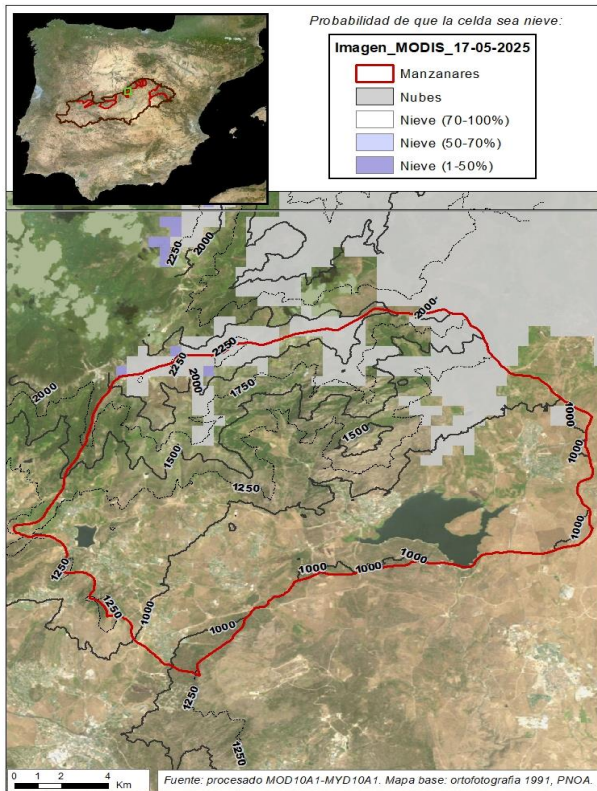 Probabilidad de que la celda sea nieve:
Imagen_MODIS_17-05-2025
Manzanares
Nubes
Nieve (70-100%)
Nieve (50-70%)
Nieve (1-50%)
2250
2000
2000
2250
2250
2000
2000
1750
1500
1500
1250
1000
1000
1000
1000
1000
1000
1250
1250
1000
1000
1250
1250
0 1 2 4
Km
Fuente: procesado MOD10A1-MYD10A1. Mapa base: ortofotografia 1991, PNOA.